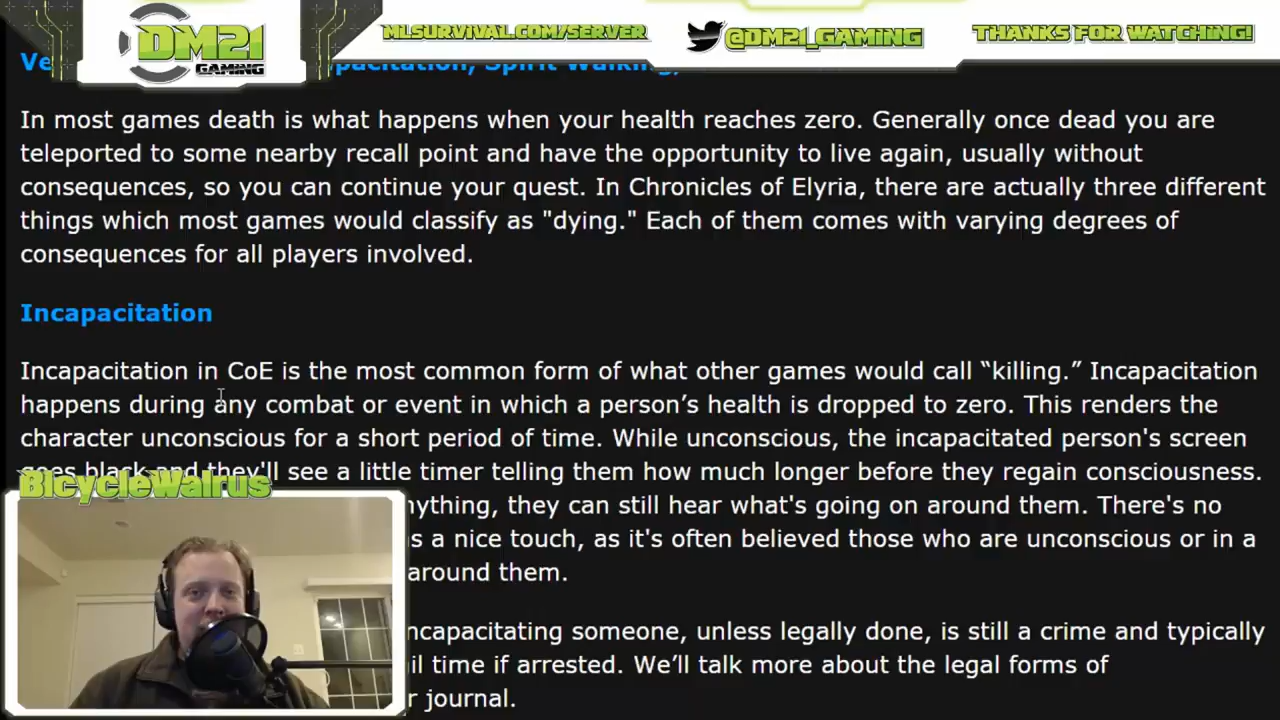 DM21
GAMING
MLSURVIVAL.COM/SERVER
@DM21_GAMING
THANKS FOR WATCHING!
In most games death is what happens when your health reaches zero. Generally once dead you are
teleported to some nearby recall point and have the opportunity to live again, usually without
consequences, so you can continue your quest. In Chronicles of Elyria, there are actually three different
things which most games would classify as "dying." Each of them comes with varying degrees of
consequences for all players involved.
Incapacitation
Incapacitation in CoE is the most common form of what other games would call “killing.” Incapacitation
happens during any combat or event in which a person’s health is dropped to zero. This renders the
character unconscious for a short period of time. While unconscious, the incapacitated person's screen
goes black and they'll see a little timer telling them how much longer before they regain consciousness.
they can still hear what's going on around them. There's no
a nice touch, as it's often believed those who are unconscious or in a
around them.
someone, unless legally done, is still a crime and typically
time if arrested. We’ll talk more about the legal forms of
journal.
BicycleWalrus